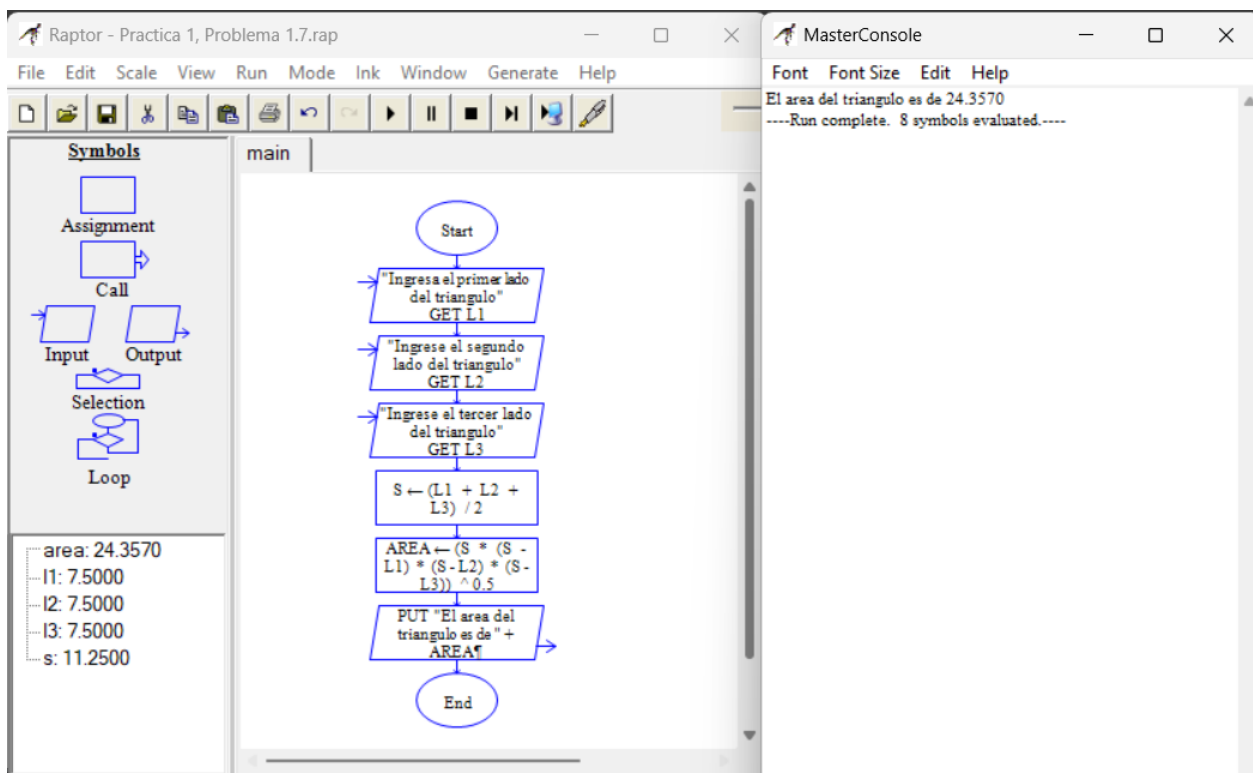 Raptor - Practica 1, Problema 1.7.rap
File Edit Scale View Run Mode Ink Window Generate Help
Symbols
Assignment
Call
Input Output
Selection
Loop
area: 24.3570
l1: 7.5000
l2: 7.5000
l3: 7.5000
s: 11.2500
main
Start
"Ingresa el primer lado
del triangulo"
GET L1
"Ingrese el segundo
lado del triangulo"
GET L2
"Ingrese el tercer lado
del triangulo"
GET L3
S ← (L1 + L2 +
L3) / 2
AREA ← (S * (S -
L1) * (S - L2) * (S -
L3)) ^ 0.5
PUT "El area del
triangulo es de " +
AREA¶
End
MasterConsole
Font Font Size Edit Help
El area del triangulo es de 24.3570
----Run complete.  8 symbols evaluated.----